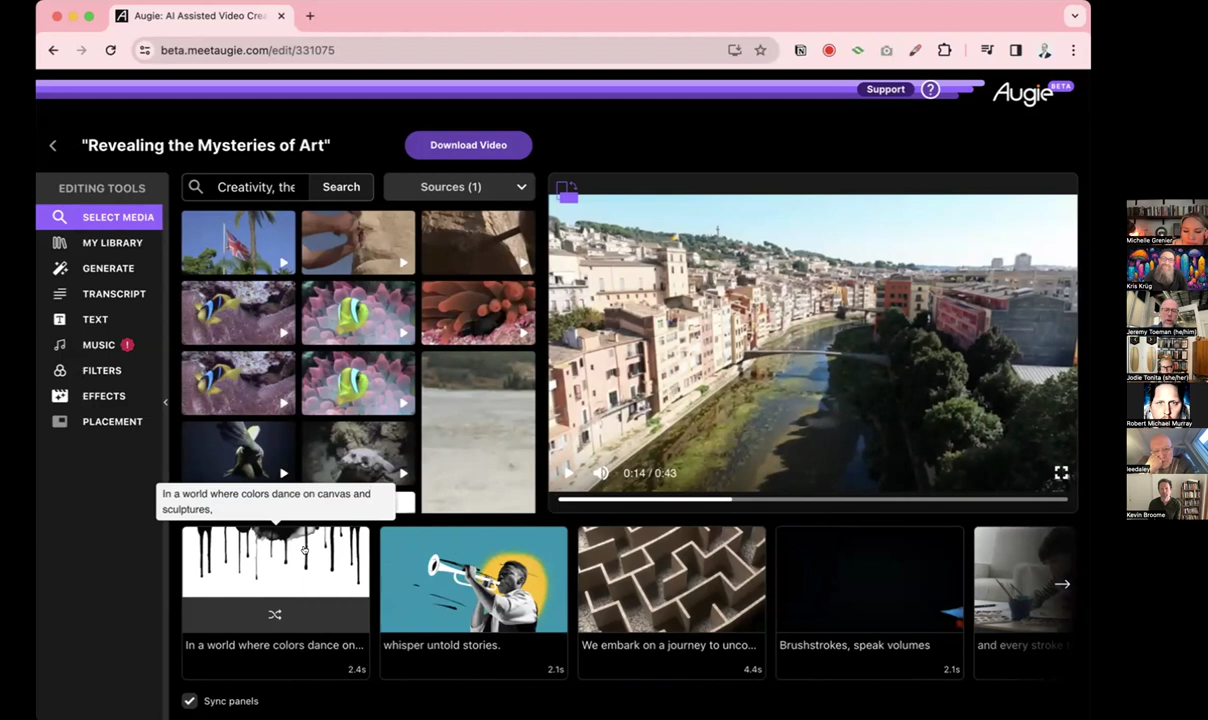 Augie: AI Assisted Video Crea
beta.meetaugie.com/edit/331075
Support
?
Augie BETA
"Revealing the Mysteries of Art"
Download Video
EDITING TOOLS
Creativity, the
Search
Sources (1)
SELECT MEDIA
MY LIBRARY
GENERATE
TRANSCRIPT
TEXT
MUSIC
FILTERS
EFFECTS
PLACEMENT
0:14 / 0:43
In a world where colors dance on canvas and
sculptures,
In a world where colors dance on...
2.4s
whisper untold stories.
2.1s
We embark on a journey to unco...
4.4s
Brushstrokes, speak volumes
2.1s
and every stroke
Sync panels
Michelle Grenier
Kris Krüg
Jeremy Toeman (he/him)
Jodie Tonita (she/her)
Robert Michael Murray
leedaley
Kevin Broome